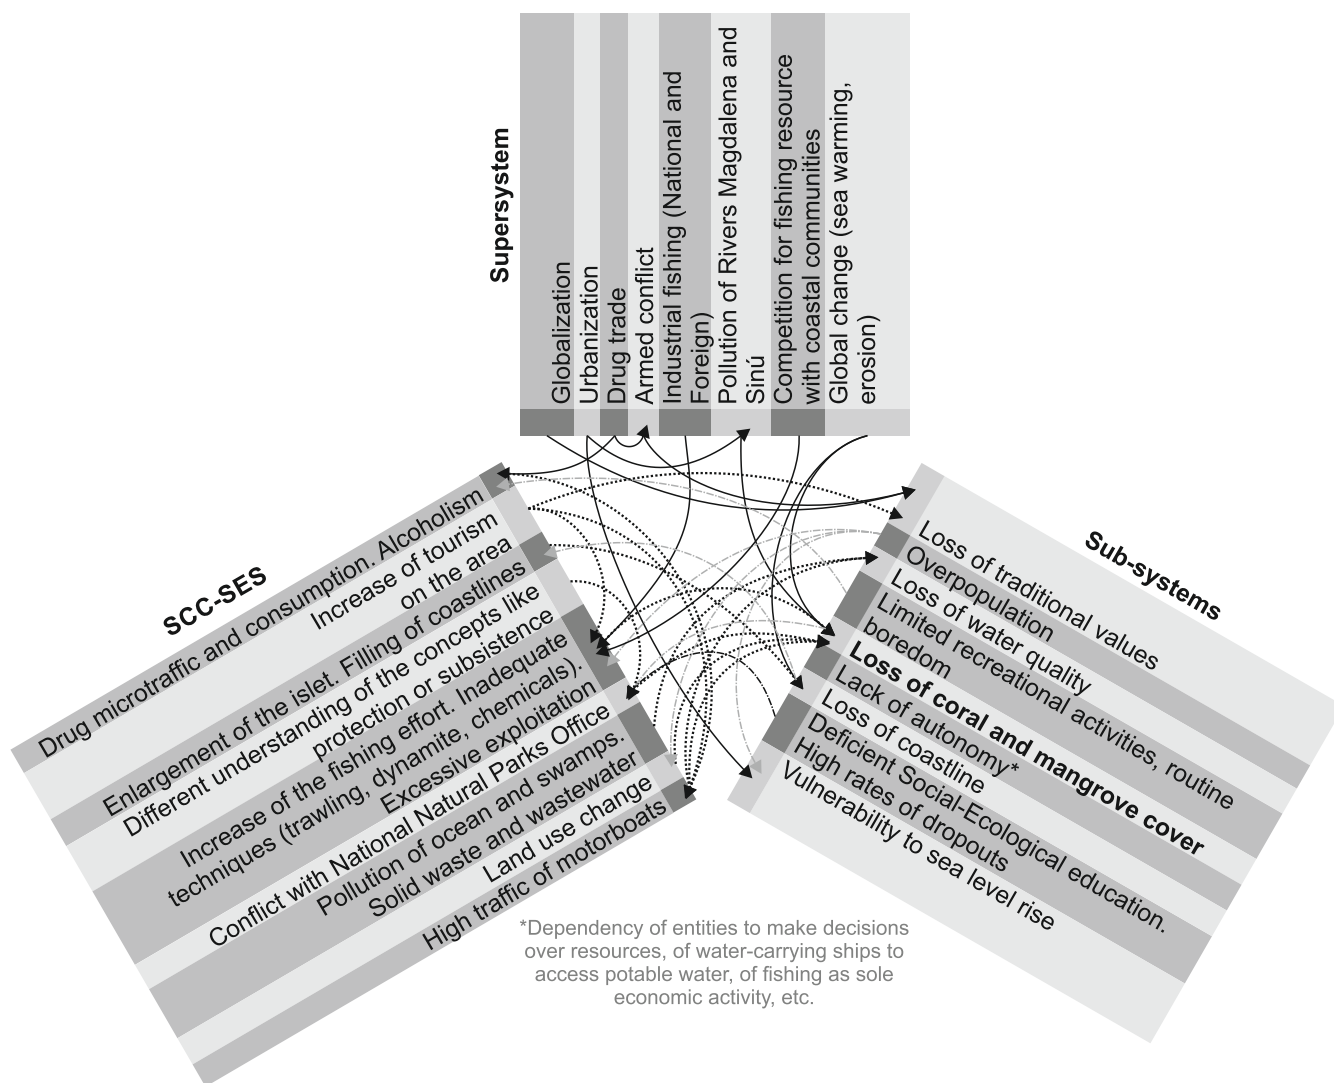 Supersystem
Globalization
Urbanization
Drug trade
Armed conflict
Industrial fishing (National and
Foreign)
Pollution of Rivers Magdalena and
Sinú
Competition for fishing resource
with coastal communities
Global change (sea warming,
erosion)
SCC-SES
Drug microtraffic and consumption. Alcoholism
Increase of tourism
on the area
Enlargement of the islet. Filling of coastlines
Different understanding of the concepts like
protection or subsistence
Increase of the fishing effort. Inadequate
techniques (trawling, dynamite, chemicals).
Excessive exploitation
Conflict with National Natural Parks Office
Pollution of ocean and swamps.
Solid waste and wastewater
Land use change
High traffic of motorboats
Sub-systems
Loss of traditional values
Overpopulation
Loss of water quality
Limited recreational activities, routine
boredom
Loss of coral and mangrove cover
Lack of autonomy*
Loss of coastline
Deficient Social-Ecological education.
High rates of dropouts
Vulnerability to sea level rise
*Dependency of entities to make decisions
over resources, of water-carrying ships to
access potable water, of fishing as sole
economic activity, etc.